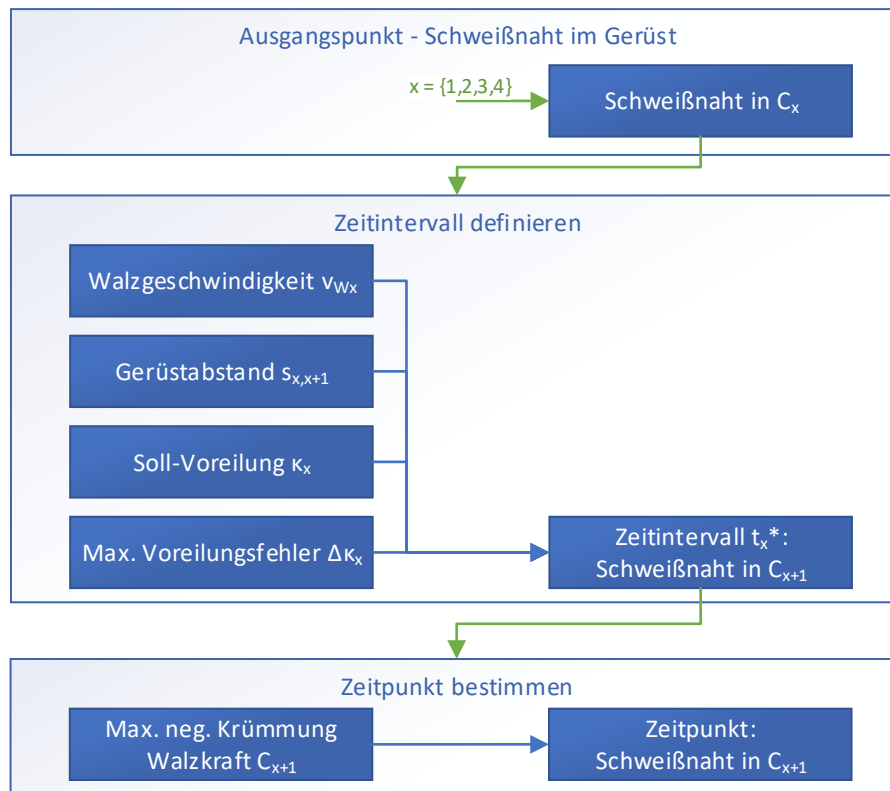 Ausgangspunkt - Schweißnaht im Gerüst
x = {1,2,3,4}
Schweißnaht in Cₓ
Zeitintervall definieren
Walzgeschwindigkeit v_Wx
Gerüstabstand s_x,x+1
Soll-Voreilung κₓ
Max. Voreilungsfehler Δκₓ
Zeitintervall tₓ*:
Schweißnaht in Cₓ₊₁
Zeitpunkt bestimmen
Max. neg. Krümmung
Walzkraft Cₓ₊₁
Zeitpunkt:
Schweißnaht in Cₓ₊₁